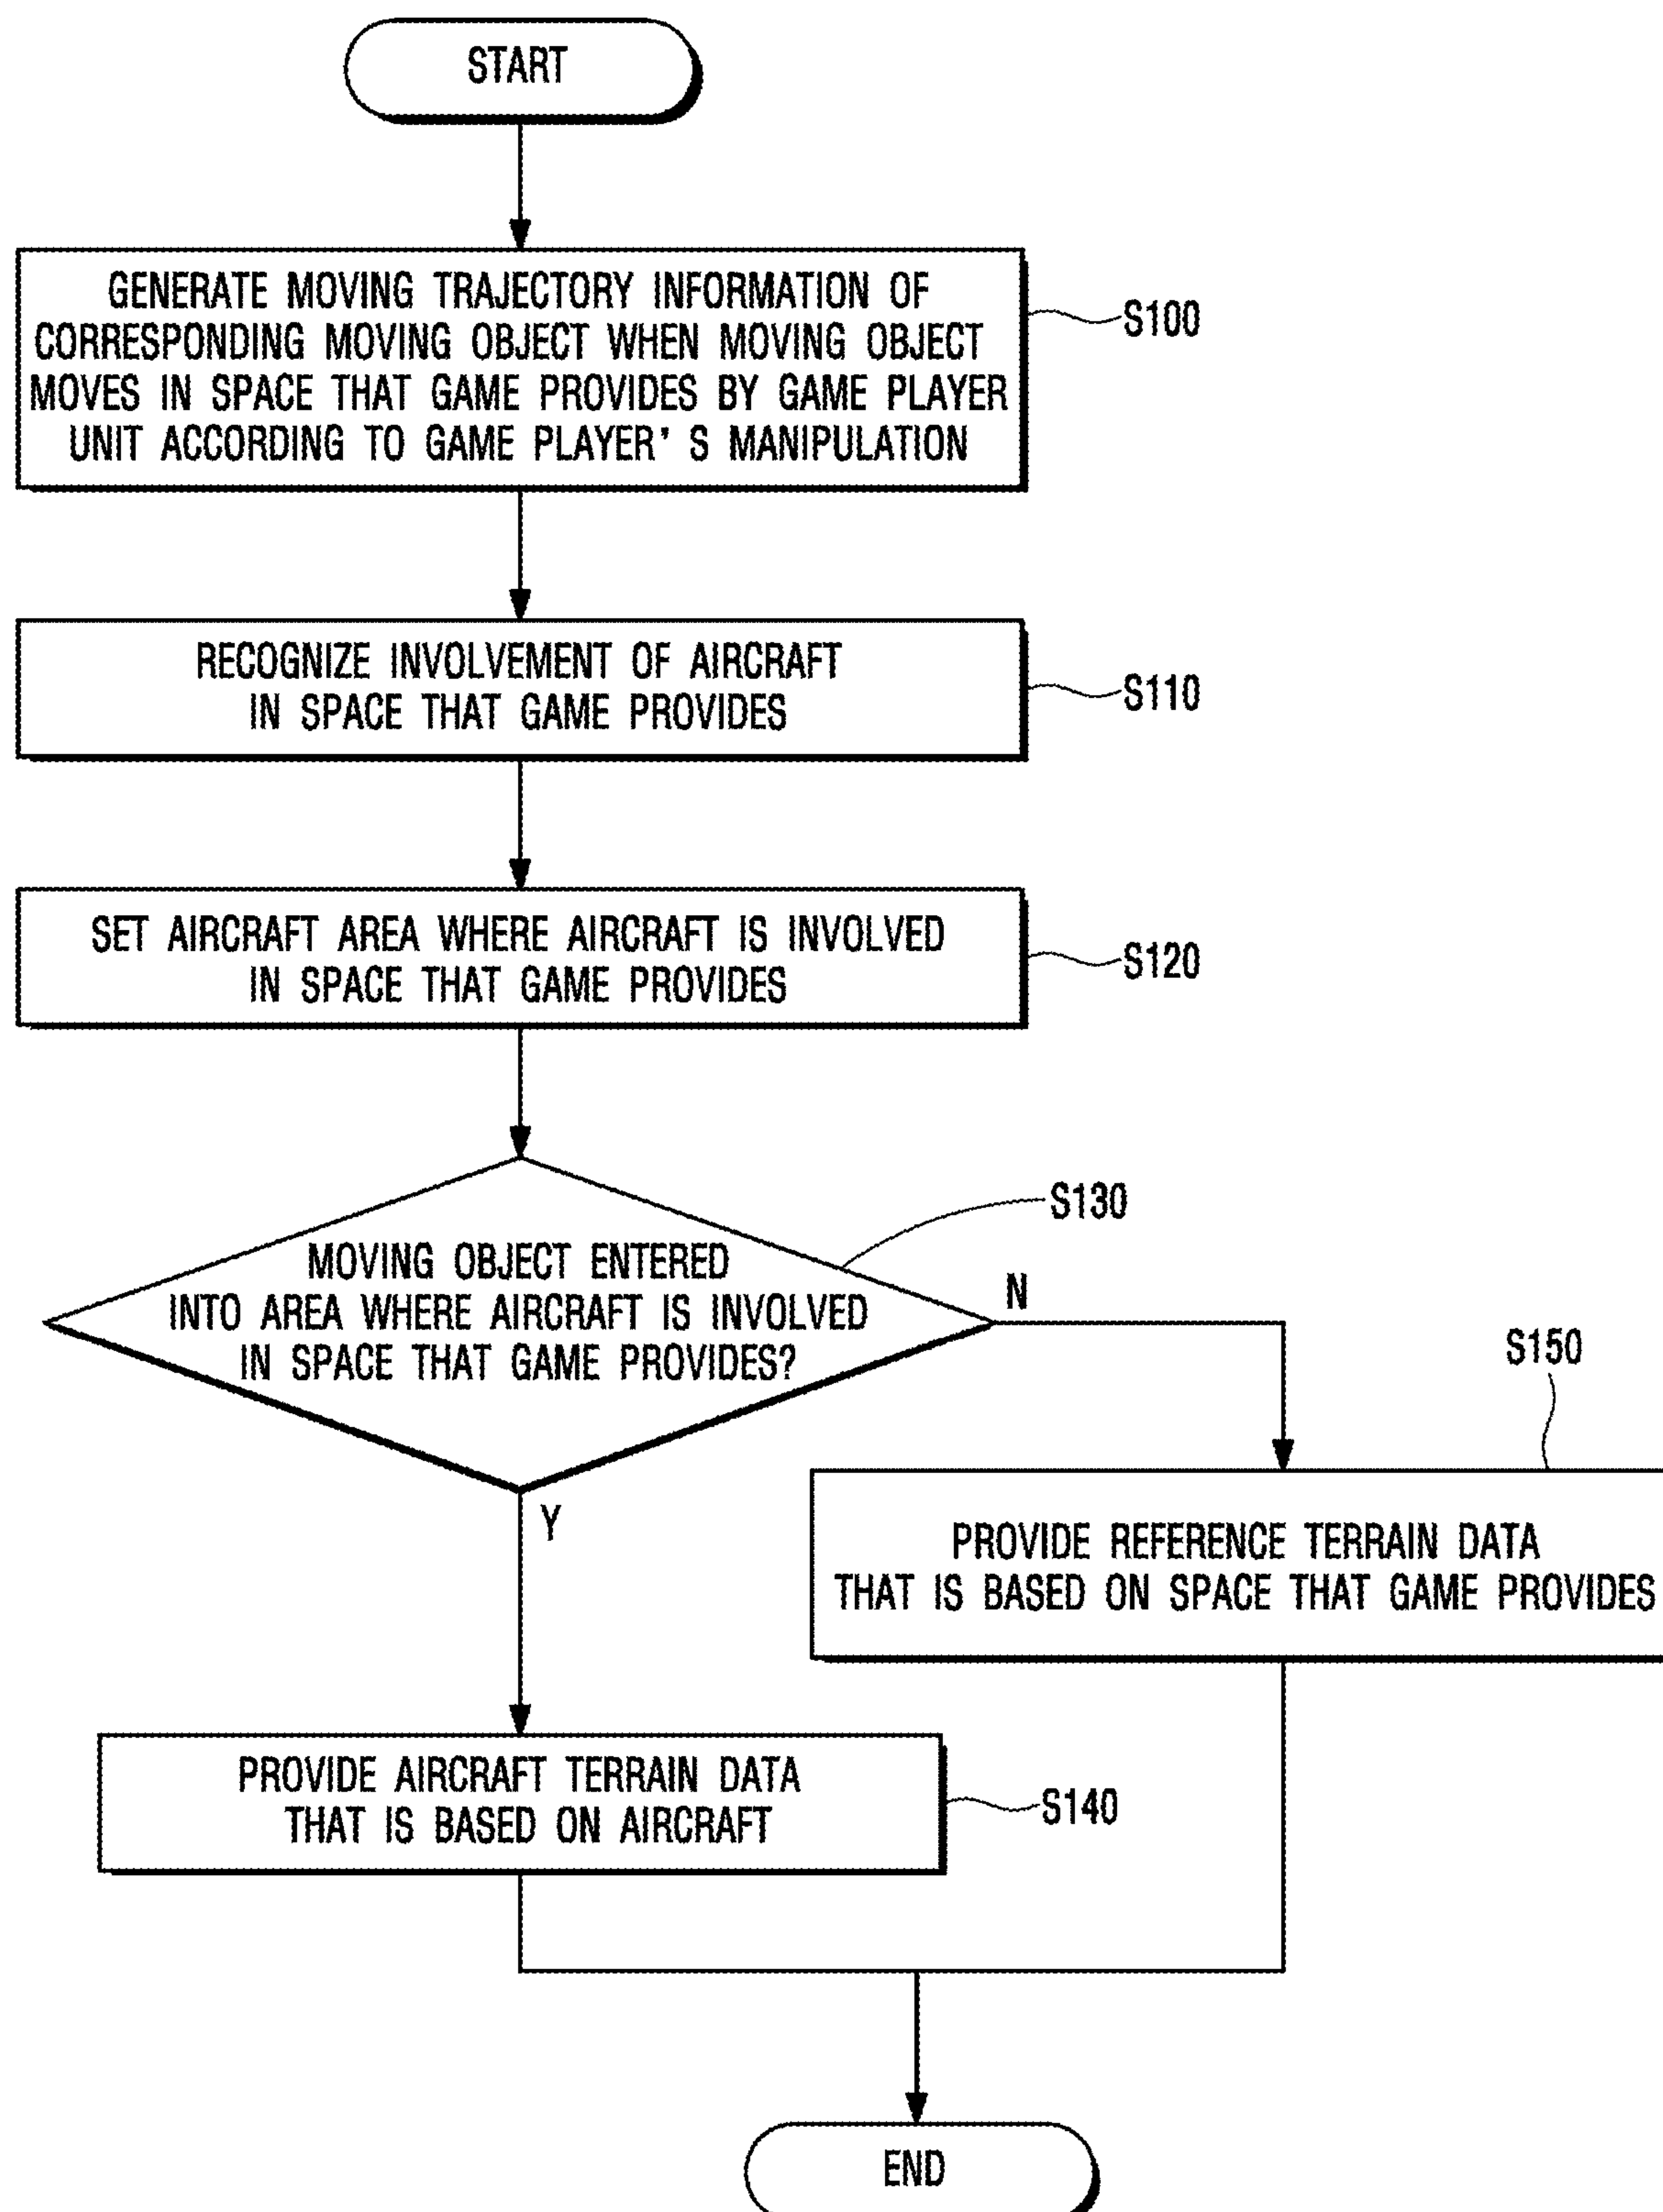 START
GENERATE MOVING TRAJECTORY INFORMATION OF
CORRESPONDING MOVING OBJECT WHEN MOVING OBJECT
MOVES IN SPACE THAT GAME PROVIDES BY GAME PLAYER
UNIT ACCORDING TO GAME PLAYER' S MANIPULATION
S100
RECOGNIZE INVOLVEMENT OF AIRCRAFT
IN SPACE THAT GAME PROVIDES
S110
SET AIRCRAFT AREA WHERE AIRCRAFT IS INVOLVED
IN SPACE THAT GAME PROVIDES
S120
S130
MOVING OBJECT ENTERED
INTO AREA WHERE AIRCRAFT IS INVOLVED
IN SPACE THAT GAME PROVIDES?
N
S150
Y
PROVIDE REFERENCE TERRAIN DATA
THAT IS BASED ON SPACE THAT GAME PROVIDES
PROVIDE AIRCRAFT TERRAIN DATA
THAT IS BASED ON AIRCRAFT
S140
END